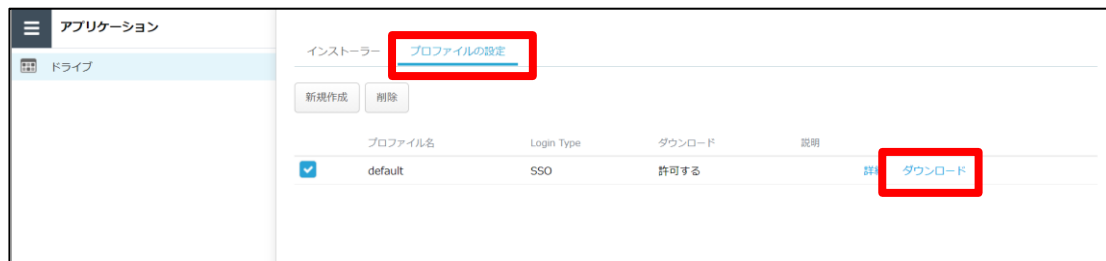 アプリケーション
ドライブ
インストーラー プロファイルの設定
新規作成 削除
プロファイル名 Login Type ダウンロード 説明
default SSO 許可する ダウンロード